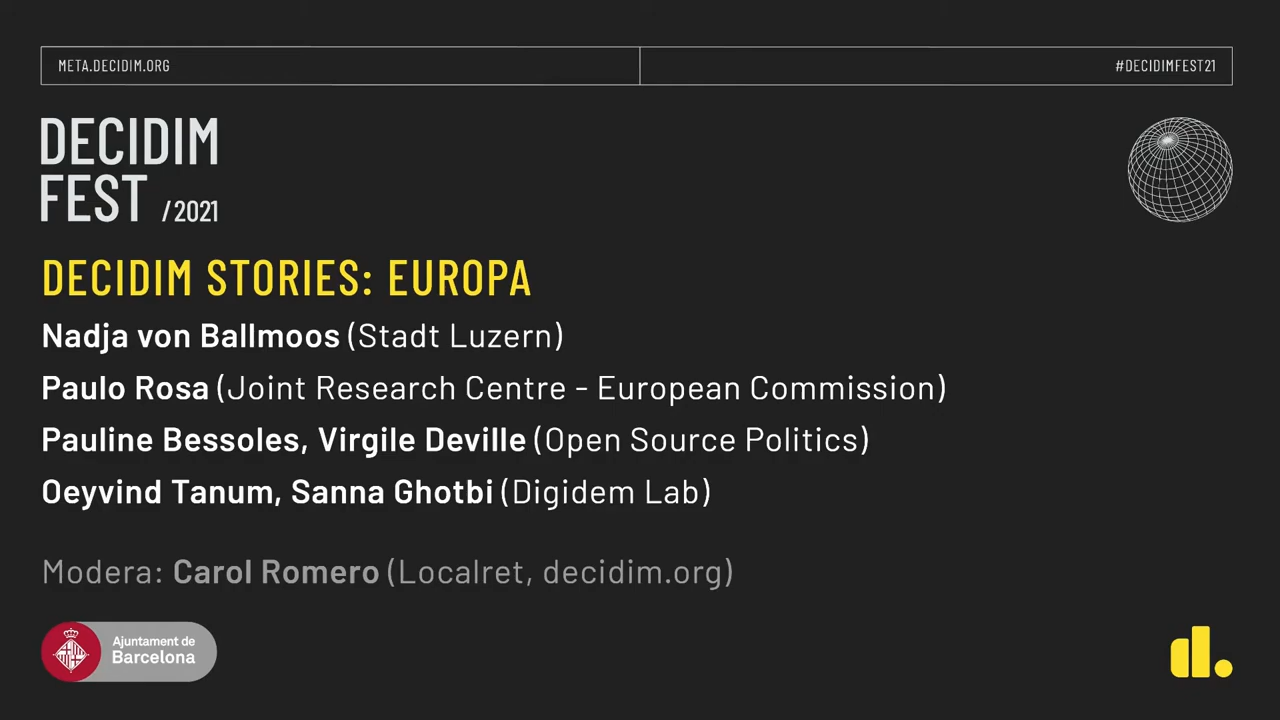 META.DECIDIM.ORG
#DECIDIMFEST21
DECIDIM
FEST /2021
DECIDIM STORIES: EUROPA
Nadja von Ballmoos (Stadt Luzern)
Paulo Rosa (Joint Research Centre - European Commission)
Pauline Bessoles, Virgile Deville (Open Source Politics)
Oeyvind Tanum, Sanna Ghotbi (Digidem Lab)
Modera: Carol Romero (Localret, decidim.org)
Ajuntament de
Barcelona
d.